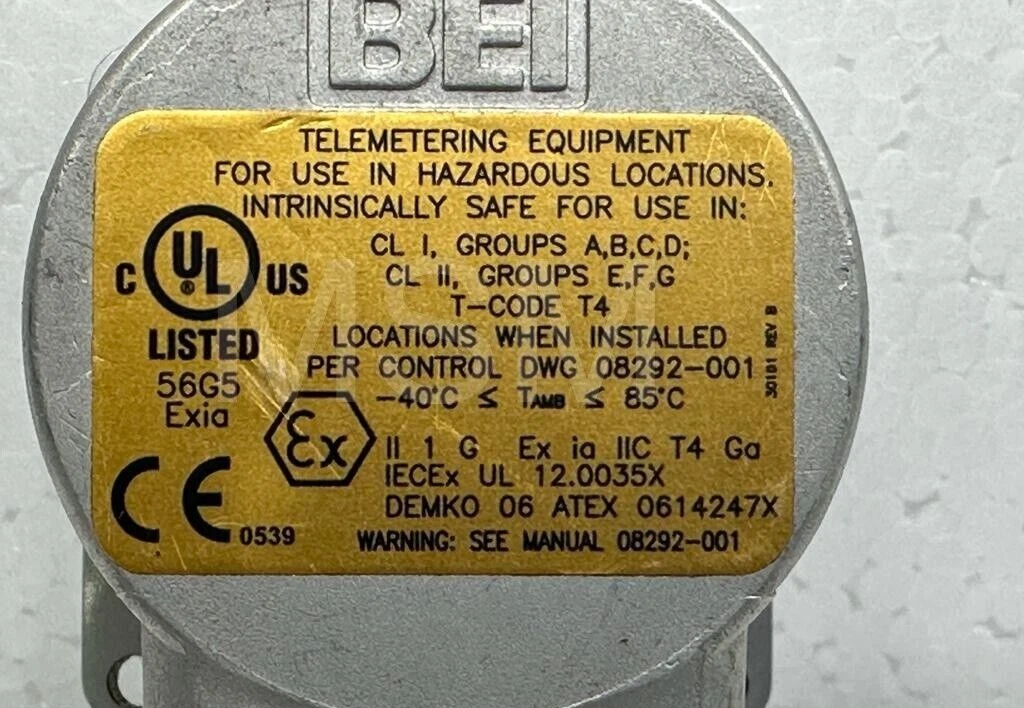 BEI
TELEMETERING EQUIPMENT
FOR USE IN HAZARDOUS LOCATIONS.
INTRINSICALLY SAFE FOR USE IN:
CL I, GROUPS A,B,C,D;
CL II, GROUPS E,F,G
T-CODE T4
LOCATIONS WHEN INSTALLED
PER CONTROL DWG 08292-001
-40°C ≤ TAMB ≤ 85°C
C UL ® US
LISTED
56G5
Exia
Ex
II 1 G Ex ia IIC T4 Ga
IECEx UL 12.0035X
DEMKO 06 ATEX 0614247X
CE 0539
WARNING: SEE MANUAL 08292-001
30181 REV B